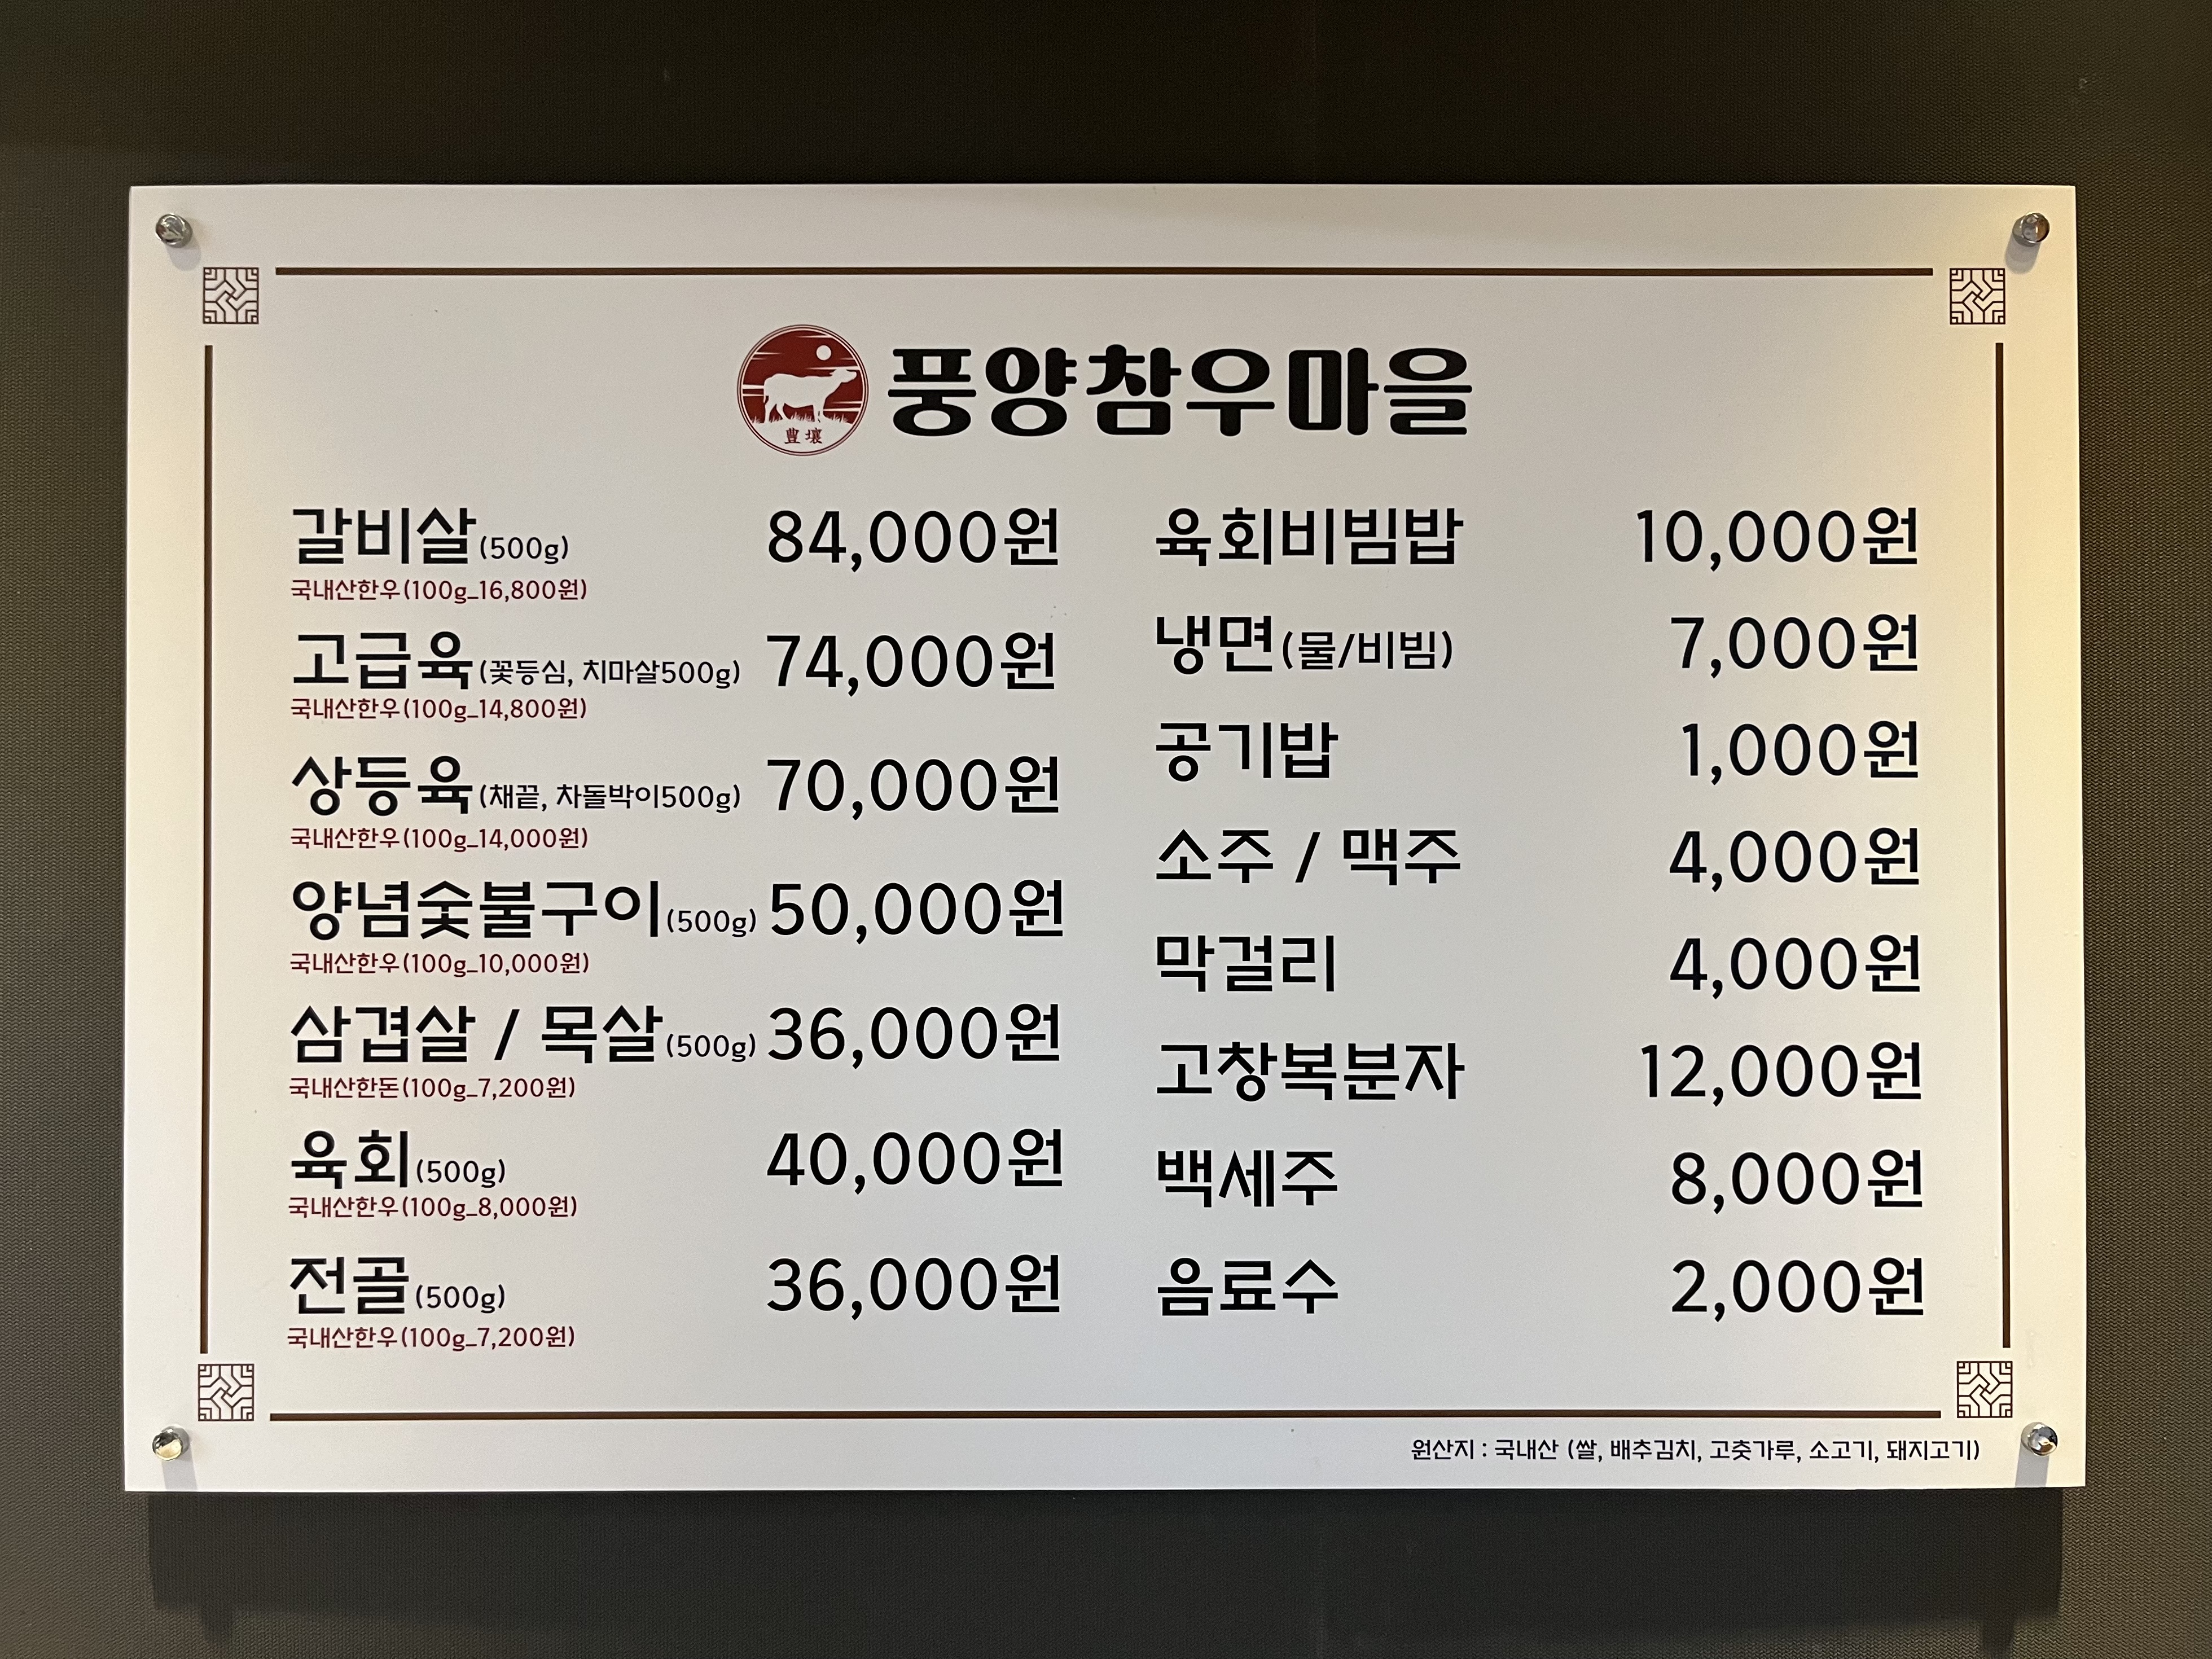 豊壤
풍양참우마을
갈비살(500g) 84,000원
국내산한우(100g_16,800원)
고급육(꽃등심, 치마살500g) 74,000원
국내산한우(100g_14,800원)
상등육(채끝, 차돌박이500g) 70,000원
국내산한우(100g_14,000원)
양념숯불구이(500g) 50,000원
국내산한우(100g_10,000원)
삼겹살 / 목살(500g) 36,000원
국내산한돈(100g_7,200원)
육회(500g) 40,000원
국내산한우(100g_8,000원)
전골(500g) 36,000원
국내산한우(100g_7,200원)
육회비빔밥 10,000원
냉면(물/비빔) 7,000원
공기밥 1,000원
소주 / 맥주 4,000원
막걸리 4,000원
고창복분자 12,000원
백세주 8,000원
음료수 2,000원
원산지 : 국내산 (쌀, 배추김치, 고춧가루, 소고기, 돼지고기)